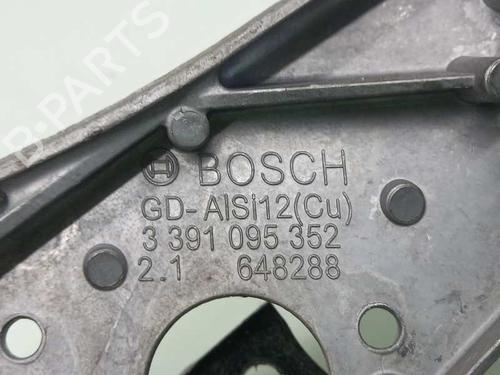 B-PARTS
BOSCH
GD-AlSi12(Cu)
3 391 095 352
2.1 648288